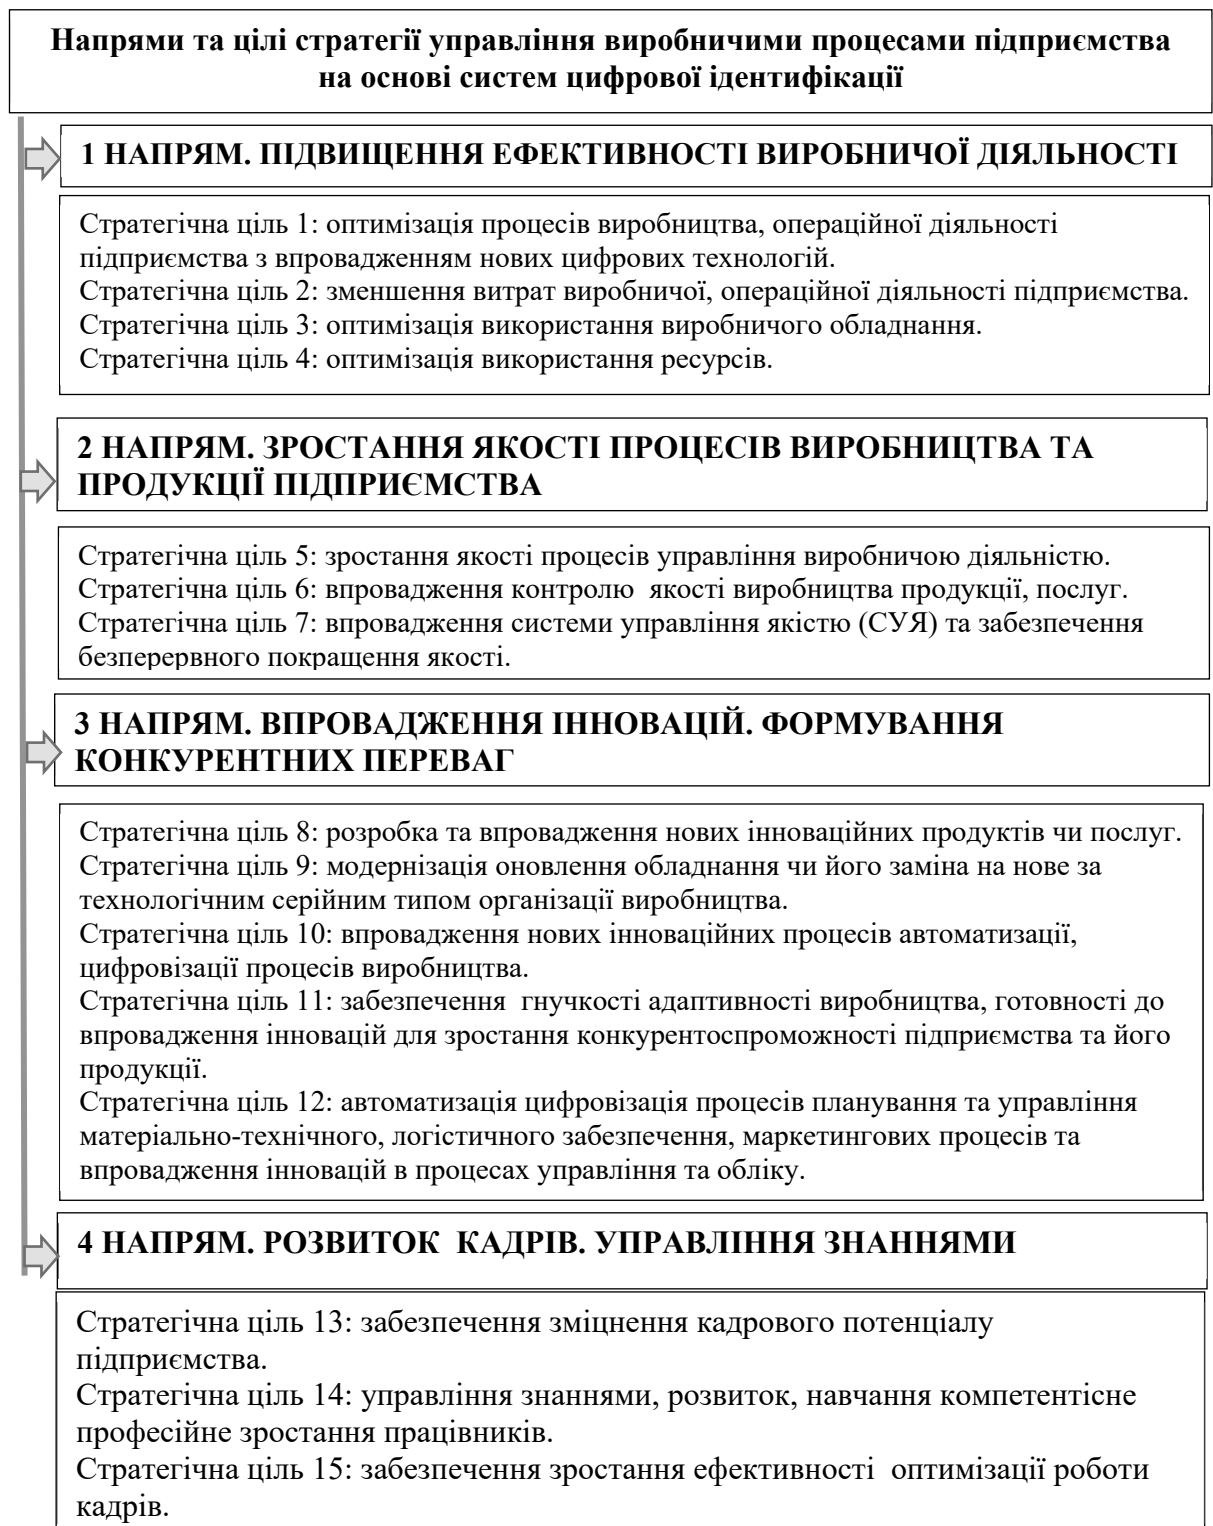 Напрями та цілі стратегії управління виробничими процесами підприємства
на основі систем цифрової ідентифікації
1 НАПРЯМ. ПІДВИЩЕННЯ ЕФЕКТИВНОСТІ ВИРОБНИЧОЇ ДІЯЛЬНОСТІ
Стратегічна ціль 1: оптимізація процесів виробництва, операційної діяльності
підприємства з впровадженням нових цифрових технологій.
Стратегічна ціль 2: зменшення витрат виробничої, операційної діяльності підприємства.
Стратегічна ціль 3: оптимізація використання виробничого обладнання.
Стратегічна ціль 4: оптимізація використання ресурсів.
2 НАПРЯМ. ЗРОСТАННЯ ЯКОСТІ ПРОЦЕСІВ ВИРОБНИЦТВА ТА
ПРОДУКЦІЇ ПІДПРИЄМСТВА
Стратегічна ціль 5: зростання якості процесів управління виробничою діяльністю.
Стратегічна ціль 6: впровадження контролю  якості виробництва продукції, послуг.
Стратегічна ціль 7: впровадження системи управління якістю (СУЯ) та забезпечення
безперервного покращення якості.
3 НАПРЯМ. ВПРОВАДЖЕННЯ ІННОВАЦІЙ. ФОРМУВАННЯ
КОНКУРЕНТНИХ ПЕРЕВАГ
Стратегічна ціль 8: розробка та впровадження нових інноваційних продуктів чи послуг.
Стратегічна ціль 9: модернізація оновлення обладнання чи його заміна на нове за
технологічним серійним типом організації виробництва.
Стратегічна ціль 10: впровадження нових інноваційних процесів автоматизації,
цифровізації процесів виробництва.
Стратегічна ціль 11: забезпечення  гнучкості адаптивності виробництва, готовності до
впровадження інновацій для зростання конкурентоспроможності підприємства та його
продукції.
Стратегічна ціль 12: автоматизація цифровізація процесів планування та управління
матеріально-технічного, логістичного забезпечення, маркетингових процесів та
впровадження інновацій в процесах управління та обліку.
4 НАПРЯМ. РОЗВИТОК  КАДРІВ. УПРАВЛІННЯ ЗНАННЯМИ
Стратегічна ціль 13: забезпечення зміцнення кадрового потенціалу
підприємства.
Стратегічна ціль 14: управління знаннями, розвиток, навчання компетентісне
професійне зростання працівників.
Стратегічна ціль 15: забезпечення зростання ефективності  оптимізації роботи
кадрів.